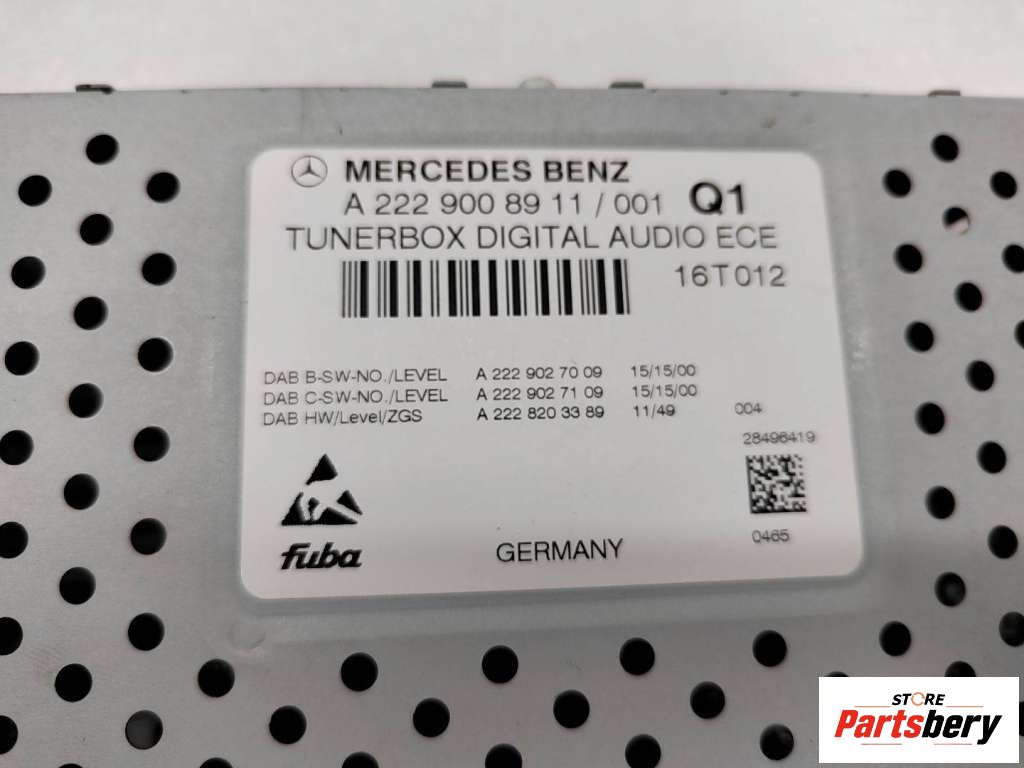 MERCEDES BENZ
A 222 900 89 11 / 001 Q1
TUNERBOX DIGITAL AUDIO ECE
16T012
DAB B-SW-NO./LEVEL A 222 902 70 09 15/15/00
DAB C-SW-NO./LEVEL A 222 902 71 09 15/15/00
DAB HW/Level/ZGS A 222 820 33 89 11/49 004
28496419
0465
fuba
GERMANY
STORE
Partsbery